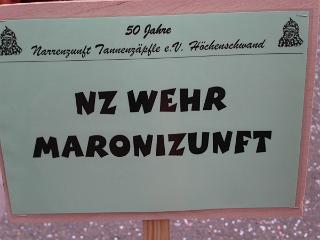 50 Jahre
Narrenzunft Tannenzäpfle e.V. Höchenschwand
NZ WEHR
MARONIZUNFT